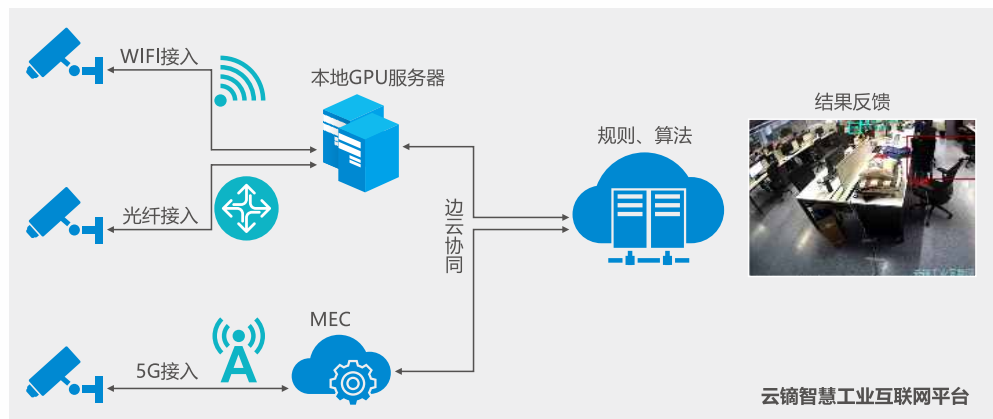 WIFI接入
本地GPU服务器
结果反馈
规则、算法
光纤接入
边云协同
MEC
5G接入
云镝智慧工业互联网平台